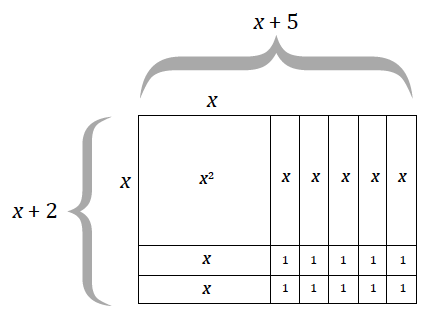 x + 5
x
x + 2
x
x² x x x x x
x 1 1 1 1 1
x 1 1 1 1 1